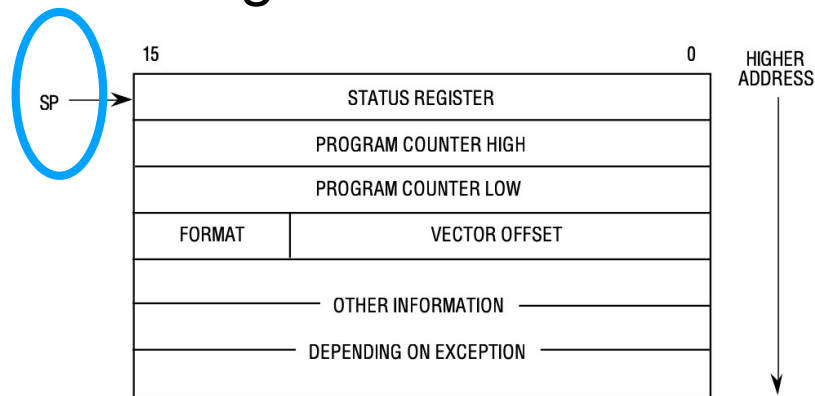 15
0
HIGHER
ADDRESS
SP
STATUS REGISTER
PROGRAM COUNTER HIGH
PROGRAM COUNTER LOW
FORMAT
VECTOR OFFSET
OTHER INFORMATION
DEPENDING ON EXCEPTION